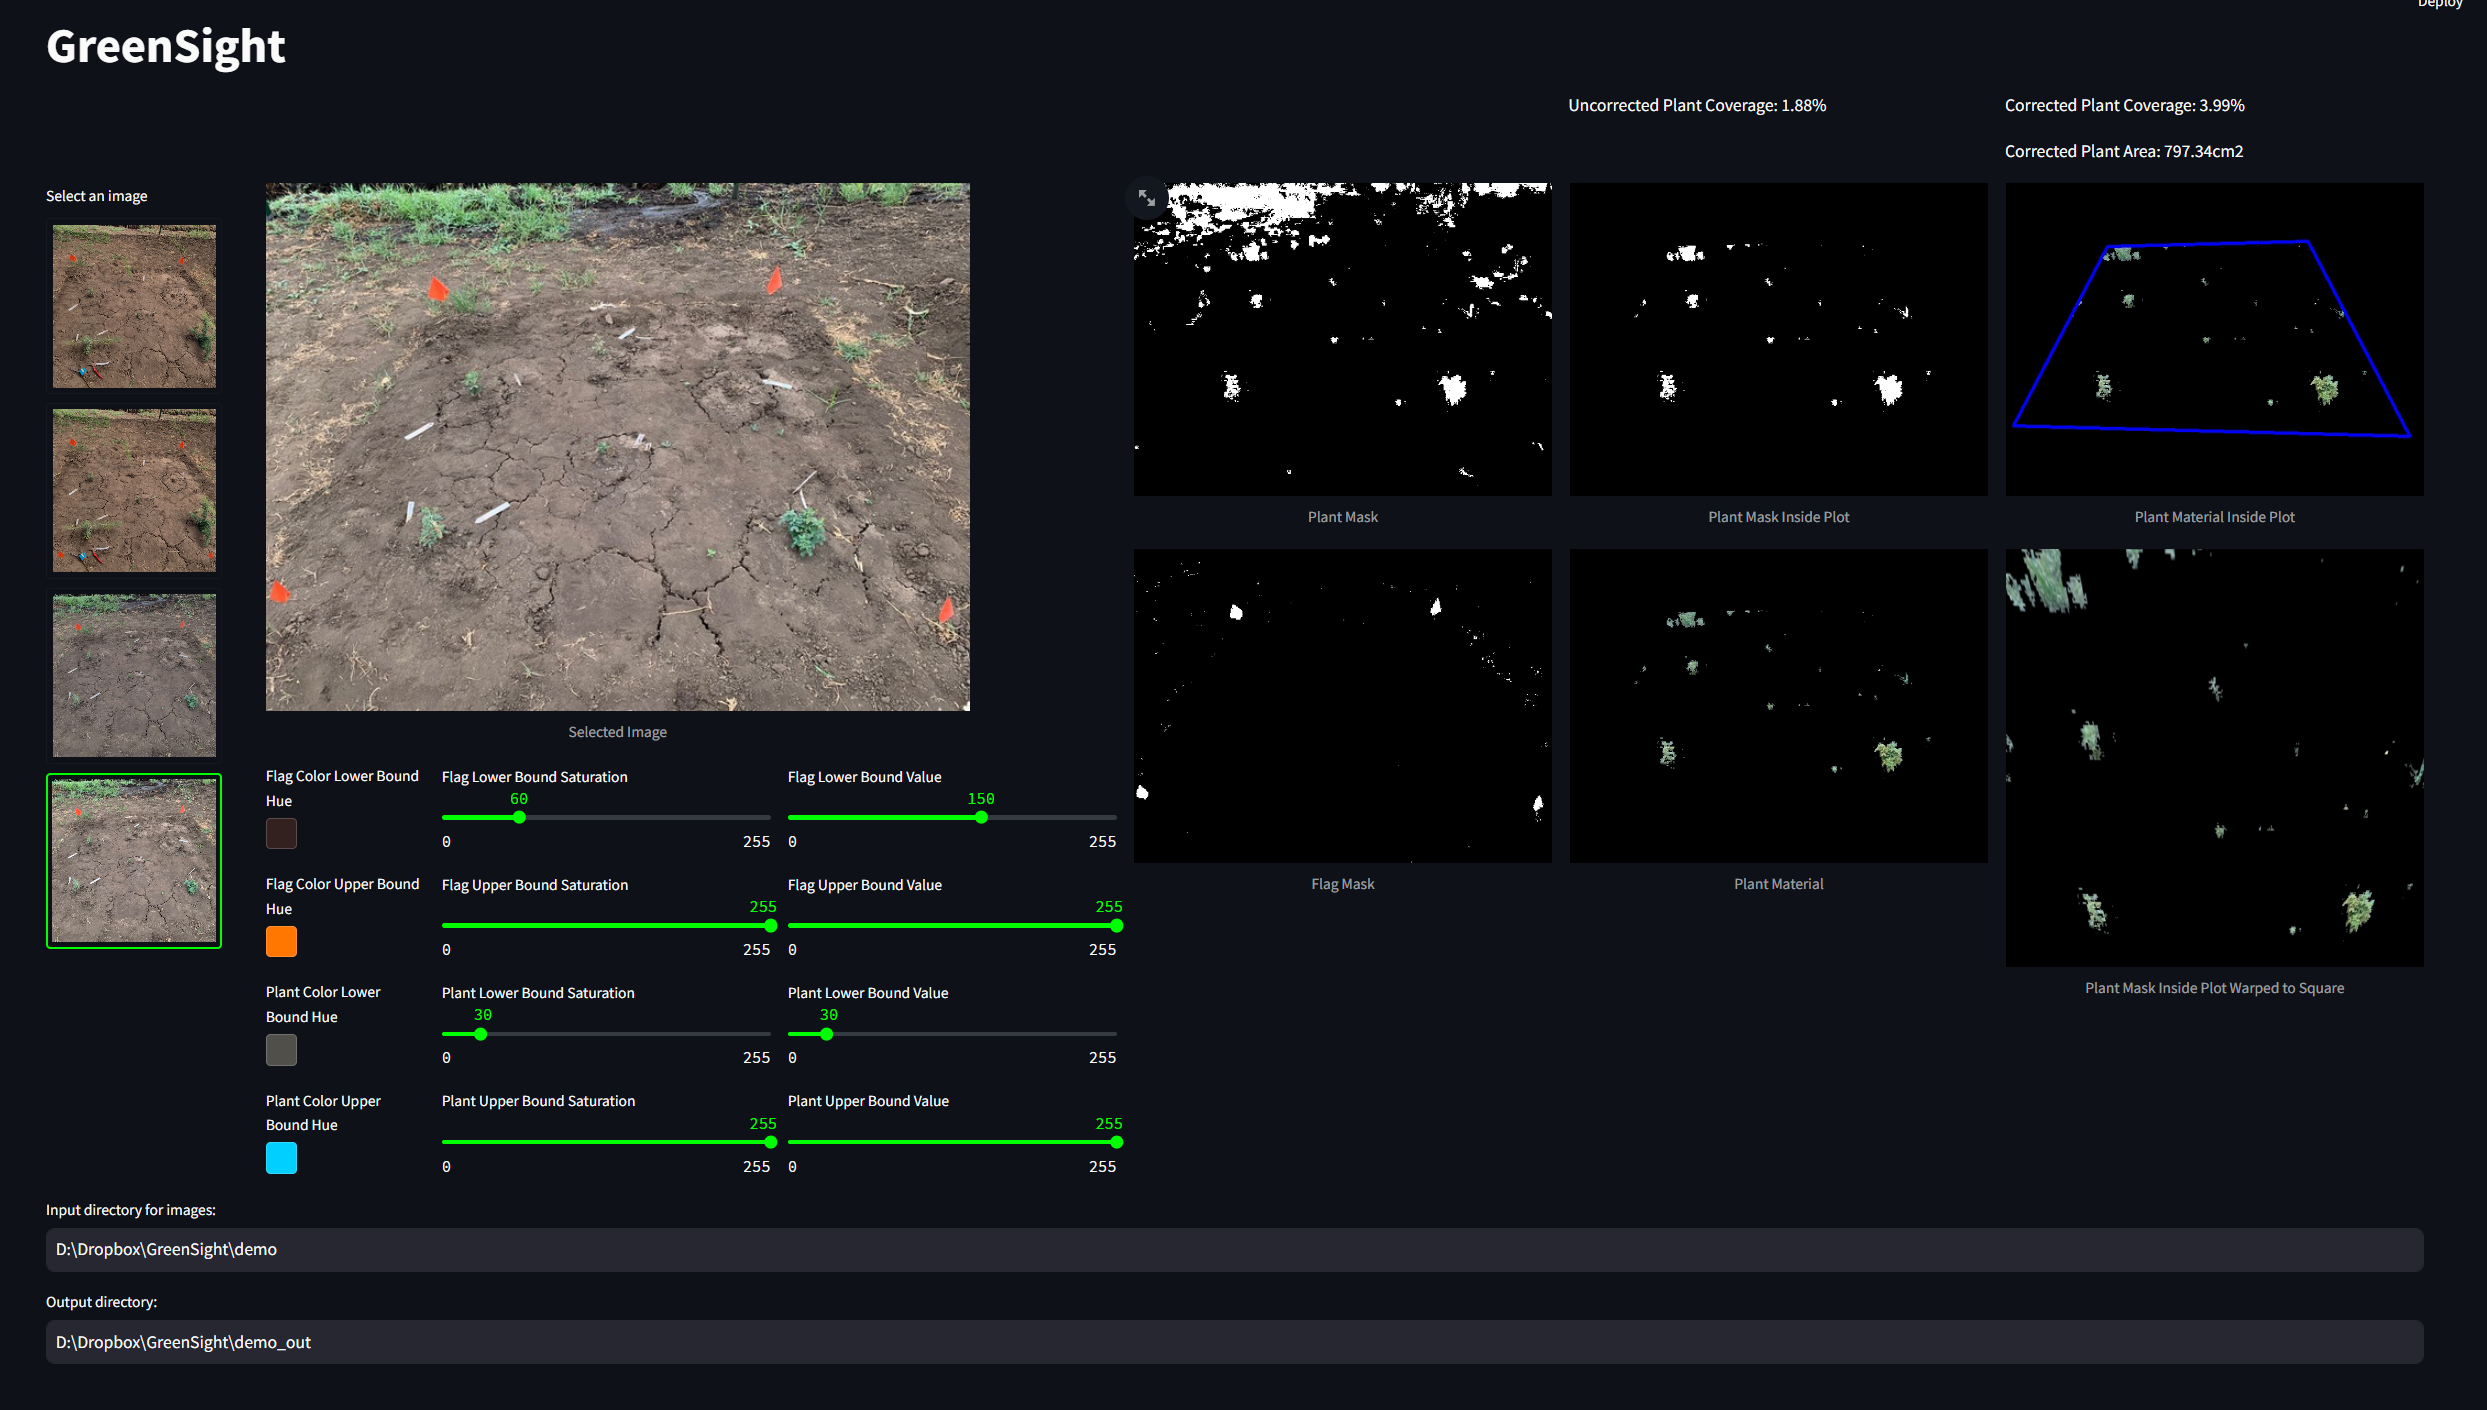 Deploy
GreenSight
Uncorrected Plant Coverage: 1.88%
Corrected Plant Coverage: 3.99%
Corrected Plant Area: 797.34cm2
Select an image
Selected Image
Plant Mask
Plant Mask Inside Plot
Plant Material Inside Plot
Flag Mask
Plant Material
Plant Mask Inside Plot Warped to Square
Flag Color Lower Bound
Hue
Flag Lower Bound Saturation
60
0 255
Flag Lower Bound Value
150
0 255
Flag Color Upper Bound
Hue
Flag Upper Bound Saturation
255
0 255
Flag Upper Bound Value
255
0 255
Plant Color Lower
Bound Hue
Plant Lower Bound Saturation
30
0 255
Plant Lower Bound Value
30
0 255
Plant Color Upper
Bound Hue
Plant Upper Bound Saturation
255
0 255
Plant Upper Bound Value
255
0 255
Input directory for images:
D:\Dropbox\GreenSight\demo
Output directory:
D:\Dropbox\GreenSight\demo_out